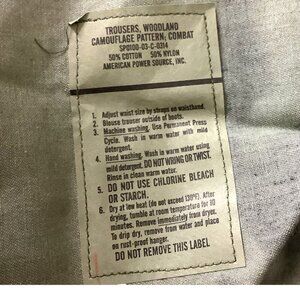 TROUSERS, WOODLAND
CAMOUFLAGE PATTERN; COMBAT
SPO100-03-C-0314
50% COTTON 50% NYLON
AMERICAN POWER SOURCE, INC.
1. Adjust waist size by straps on waistband.
2. Blouse trouser outside of boots.
3. Machine washing. Use Permanent Press
Cycle. Wash in warm water with mild
detergent.
4. Hand washing. Wash in warm water using
mild detergent. DO NOT WRING OR TWIST.
Rinse in clean warm water.
5. DO NOT USE CHLORINE BLEACH
OR STARCH.
6. Dry at low heat (do not exceed 130°F). After
drying, tumble at room temperature for 10
minutes. Remove immediately from dryer.
To drip dry, remove from water and place
on rust-proof hanger.
DO NOT REMOVE THIS LABEL